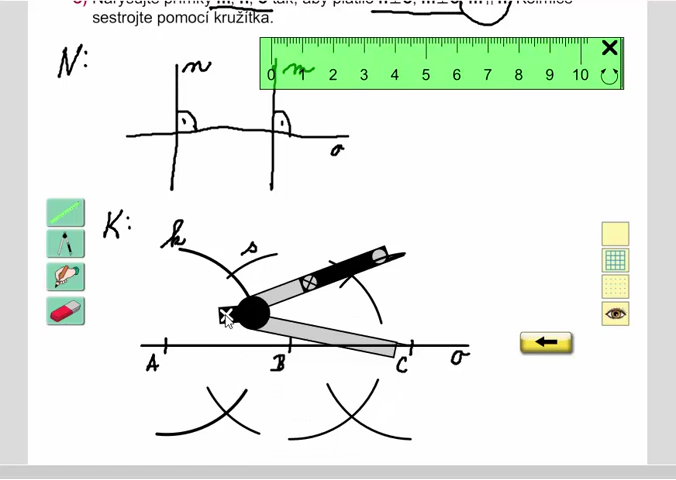 sestrojte pomocí kružítka.
N:
n m
0 1 2 3 4 5 6 7 8 9 10
o
K:
k s
A B C o